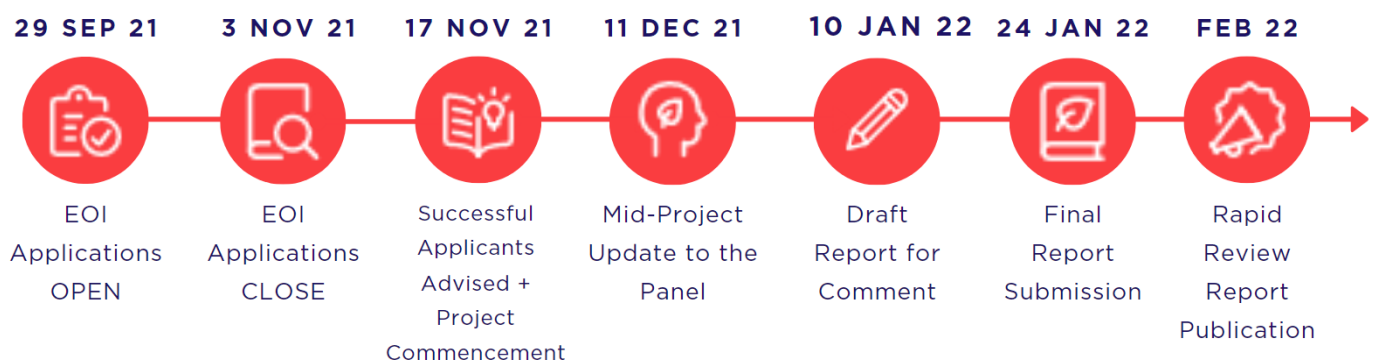 29 SEP 21
3 NOV 21
17 NOV 21
11 DEC 21
10 JAN 22
24 JAN 22
FEB 22
EOI
Applications
OPEN
EOI
Applications
CLOSE
Successful
Applicants
Advised +
Project
Commencement
Mid-Project
Update to the
Panel
Draft
Report for
Comment
Final
Report
Submission
Rapid
Review
Report
Publication